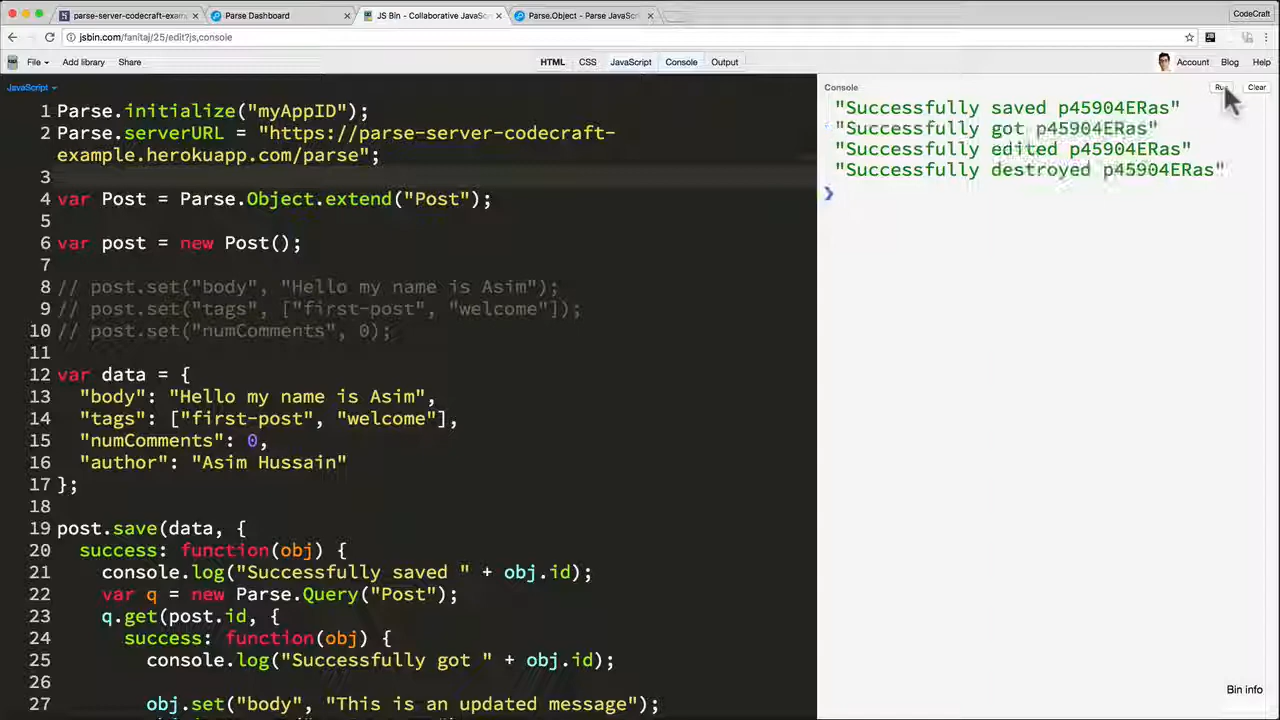 parse-server-codecraft-exam
Parse Dashboard
JS Bin - Collaborative JavaSc
Parse.Object - Parse JavaSc
CodeCraft
jsbin.com/fanitaj/25/edit?js,console
File
Add library
Share
HTML
CSS
JavaScript
Console
Output
Account
Blog
Help
JavaScript
Console
Clear
1 Parse.initialize("myAppID");
2 Parse.serverURL = "https://parse-server-codecraft-
example.herokuapp.com/parse";
3
4 var Post = Parse.Object.extend("Post");
5
6 var post = new Post();
7
8 // post.set("body", "Hello my name is Asim");
9 // post.set("tags", ["first-post", "welcome"]);
10 // post.set("numComments", 0);
11
12 var data = {
13 "body": "Hello my name is Asim",
14 "tags": ["first-post", "welcome"],
15 "numComments": 0,
16 "author": "Asim Hussain"
17 };
18
19 post.save(data, {
20 success: function(obj) {
21 console.log("Successfully saved " + obj.id);
22 var q = new Parse.Query("Post");
23 q.get(post.id, {
24 success: function(obj) {
25 console.log("Successfully got " + obj.id);
26
27 obj.set("body", "This is an updated message");
"Successfully saved p45904ERas"
"Successfully got p45904ERas"
"Successfully edited p45904ERas"
"Successfully destroyed p45904ERas"
Bin info